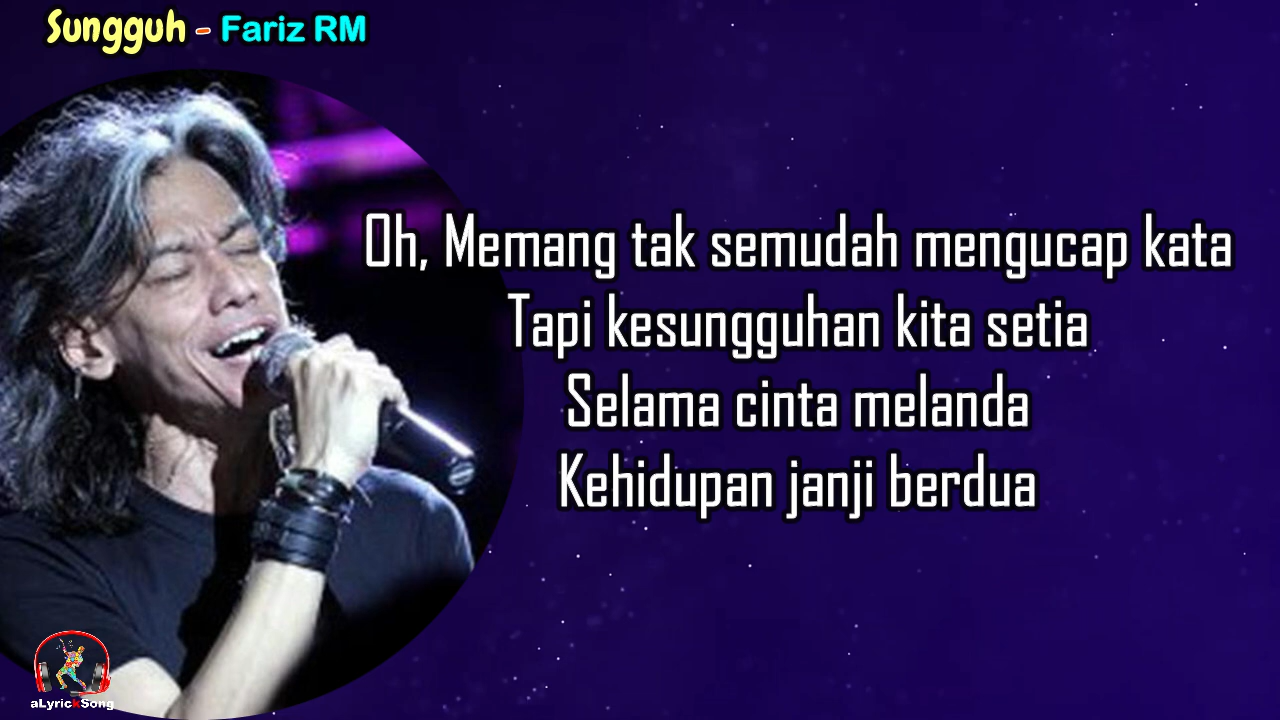 Sungguh - Fariz RM
Oh, Memang tak semudah mengucap kata
Tapi kesungguhan kita setia
Selama cinta melanda
Kehidupan janji berdua
aLyrickSong